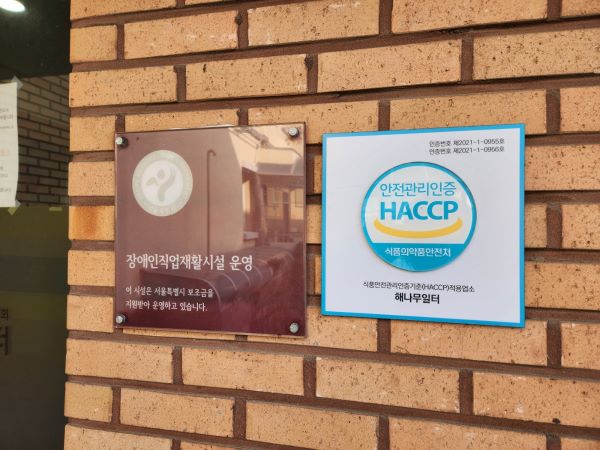 장애인직업재활시설 운영
이 시설은 서울특별시 보조금을
지원받아 운영하고 있습니다.
인증번호 제2021-1-0955호
인증번호 제2021-1-0956호
안전관리인증
HACCP
식품의약품안전처
식품안전관리인증기준(HACCP)적용업소
해나무일터
회
터